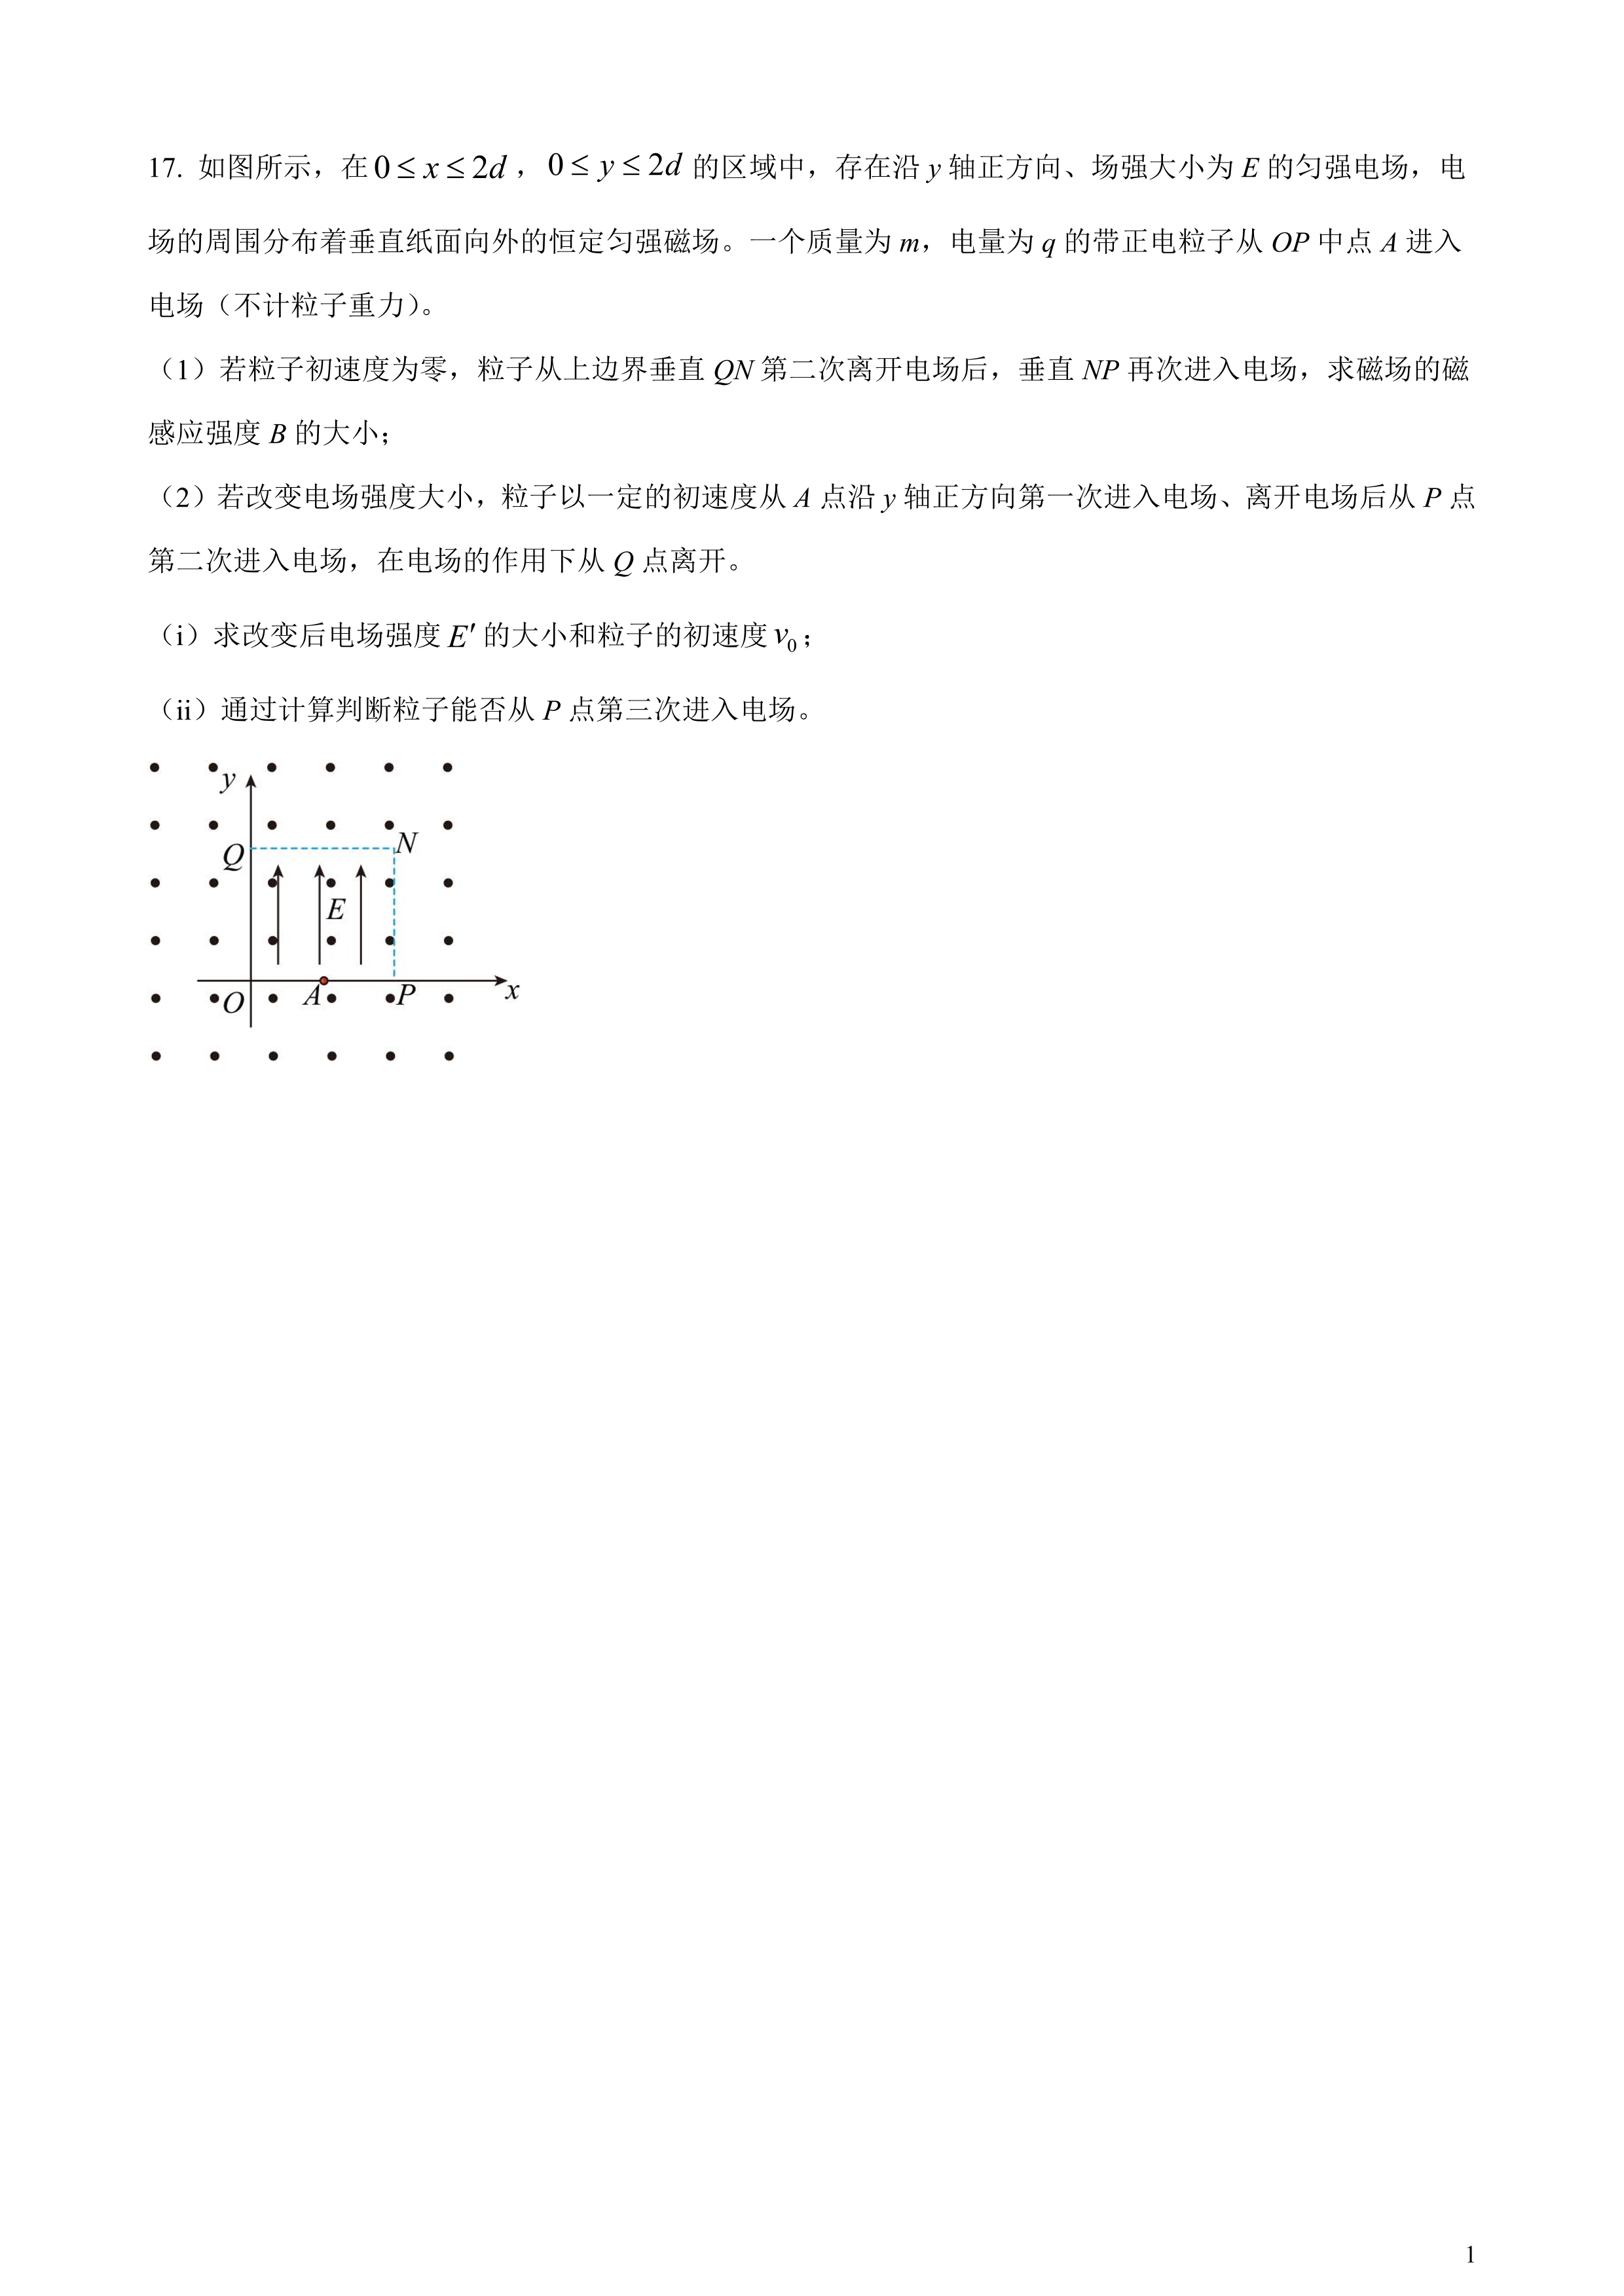 17. 如图所示，在0 ≤ x ≤ 2d，0 ≤ y ≤ 2d 的区域中，存在沿 y 轴正方向、场强大小为 E 的匀强电场，电
场的周围分布着垂直纸面向外的恒定匀强磁场。一个质量为 m，电量为 q 的带正电粒子从 OP 中点 A 进入
电场（不计粒子重力）。
（1）若粒子初速度为零，粒子从上边界垂直 QN 第二次离开电场后，垂直 NP 再次进入电场，求磁场的磁
感应强度 B 的大小；
（2）若改变电场强度大小，粒子以一定的初速度从 A 点沿 y 轴正方向第一次进入电场、离开电场后从 P 点
第二次进入电场，在电场的作用下从 Q 点离开。
（i）求改变后电场强度 E′ 的大小和粒子的初速度 v₀；
（ii）通过计算判断粒子能否从 P 点第三次进入电场。
y
Q
N
E
O
A
P
x
1